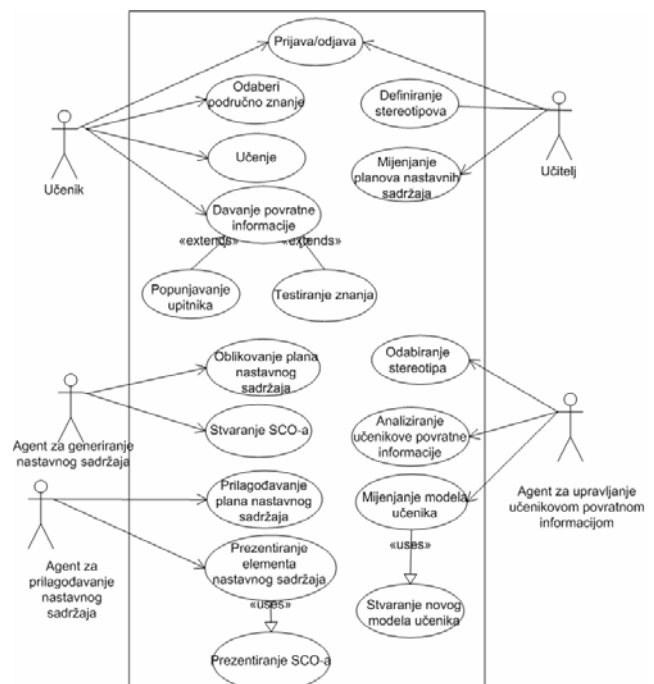 Prijava/odjava
Odaberi
područno znanje
Definiranje
stereotipova
Učenik
Učenje
Mijenjanje
planova nastavnih
sadržaja
Učitelj
Davanje povratne
informacije
«extends»
«extends»
Popunjavanje
upitnika
Testiranje znanja
Oblikovanje plana
nastavnog
sadržaja
Odabiranje
stereotipa
Stvaranje SCO-a
Analiziranje
učenikove povratne
informacije
Agent za generiranje
nastavnog sadržaja
Prilagođavanje
plana nastavnog
sadržaja
Mijenjanje modela
učenika
Agent za upravljanje
učenikovom povratnom
informacijom
Agent za
prilagođavanje
nastavnog
sadržaja
Prezentiranje
elementa
nastavnog sadržaja
«uses»
«uses»
Stvaranje novog
modela učenika
Prezentiranje SCO-a